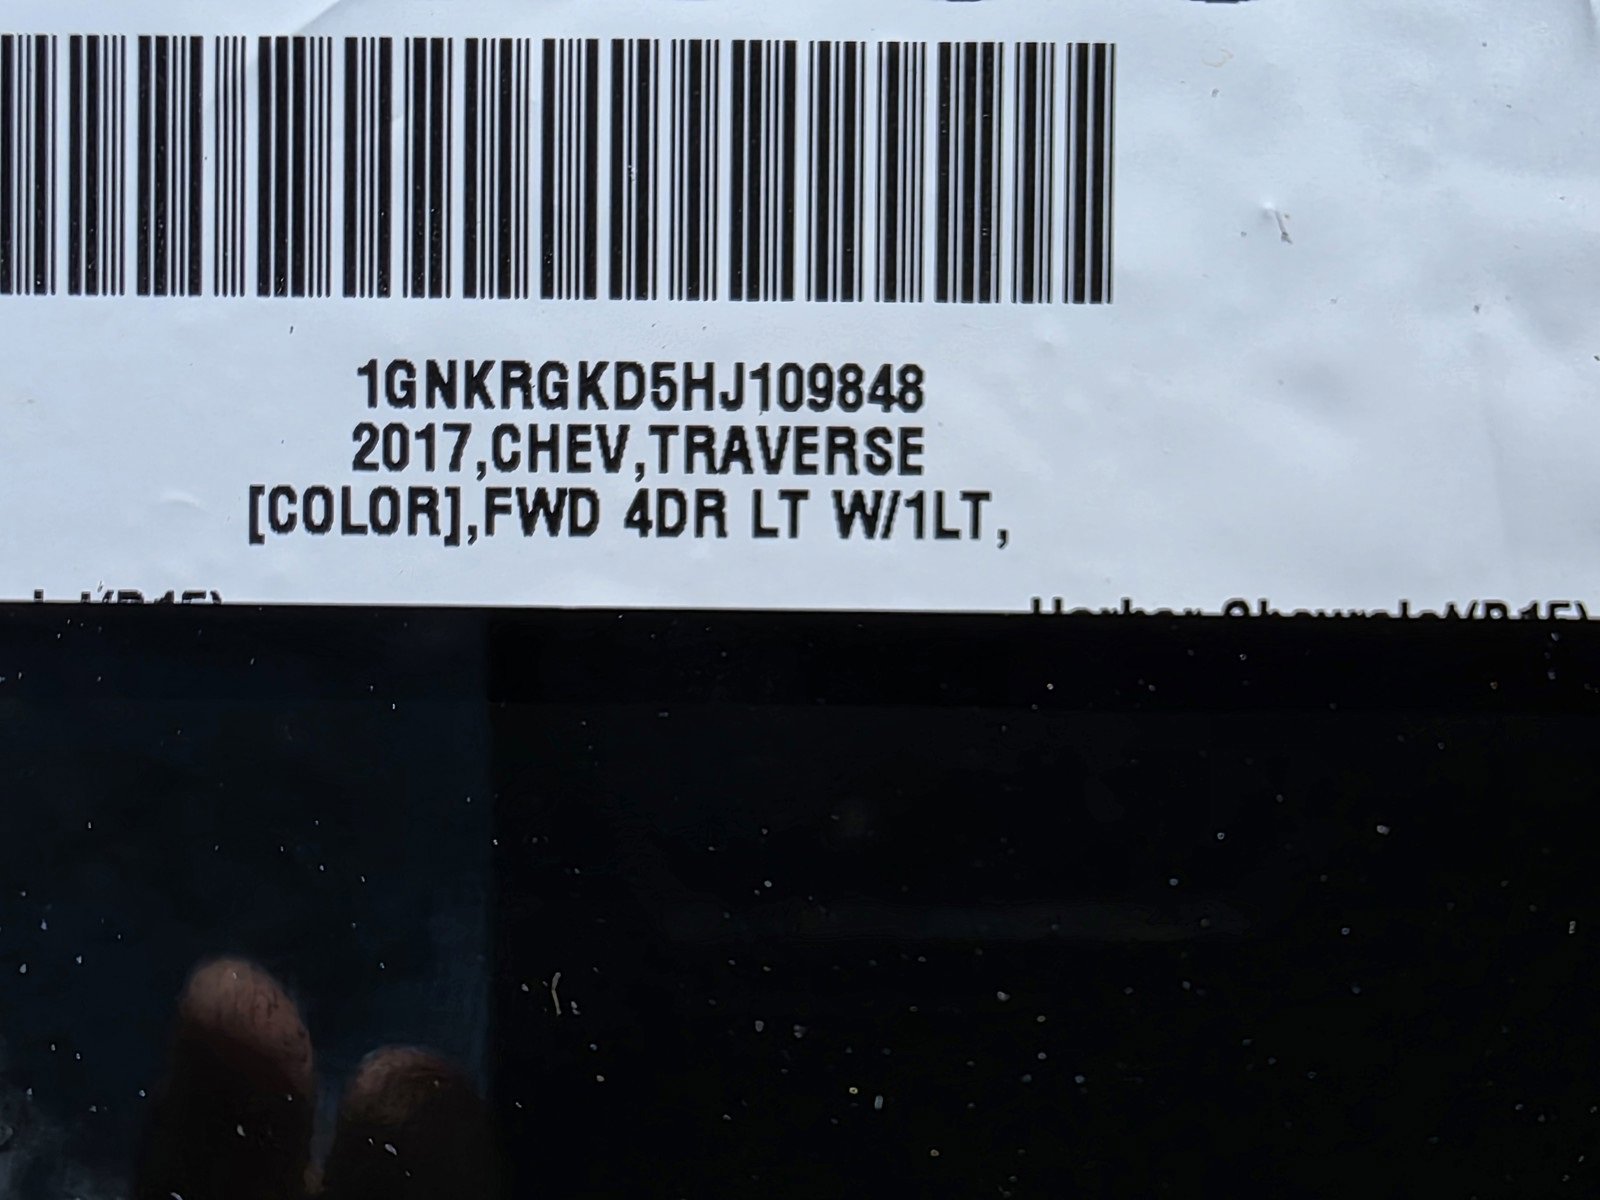 1GNKRGKD5HJ109848
2017,CHEV,TRAVERSE
[COLOR],FWD 4DR LT W/1LT,